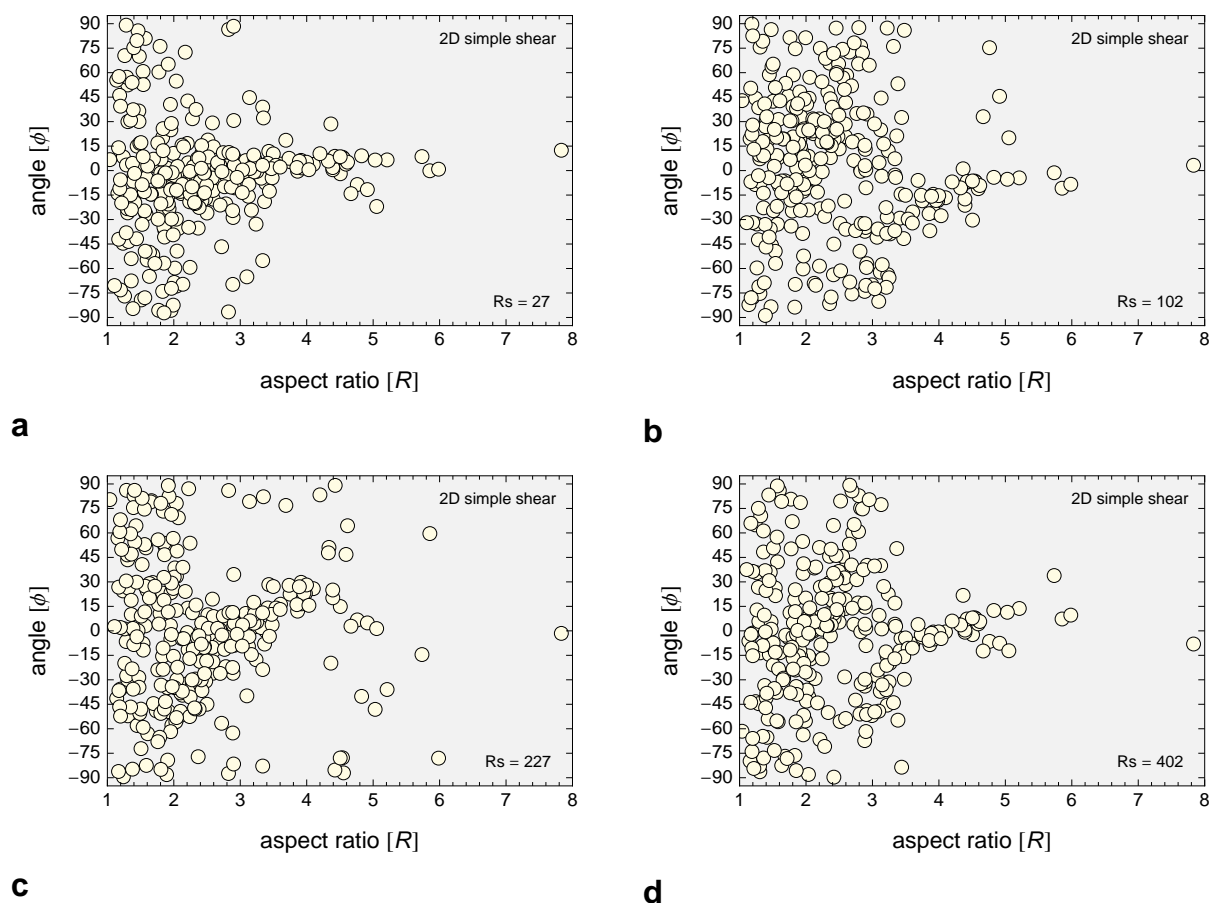 90
75
60
45
30
15
0
−15
−30
−45
−60
−75
−90
angle [ϕ]
2D simple shear
Rs = 27
1 2 3 4 5 6 7 8
aspect ratio [R]
a
90
75
60
45
30
15
0
−15
−30
−45
−60
−75
−90
angle [ϕ]
2D simple shear
Rs = 102
1 2 3 4 5 6 7 8
aspect ratio [R]
b
90
75
60
45
30
15
0
−15
−30
−45
−60
−75
−90
angle [ϕ]
2D simple shear
Rs = 227
1 2 3 4 5 6 7 8
aspect ratio [R]
c
90
75
60
45
30
15
0
−15
−30
−45
−60
−75
−90
angle [ϕ]
2D simple shear
Rs = 402
1 2 3 4 5 6 7 8
aspect ratio [R]
d